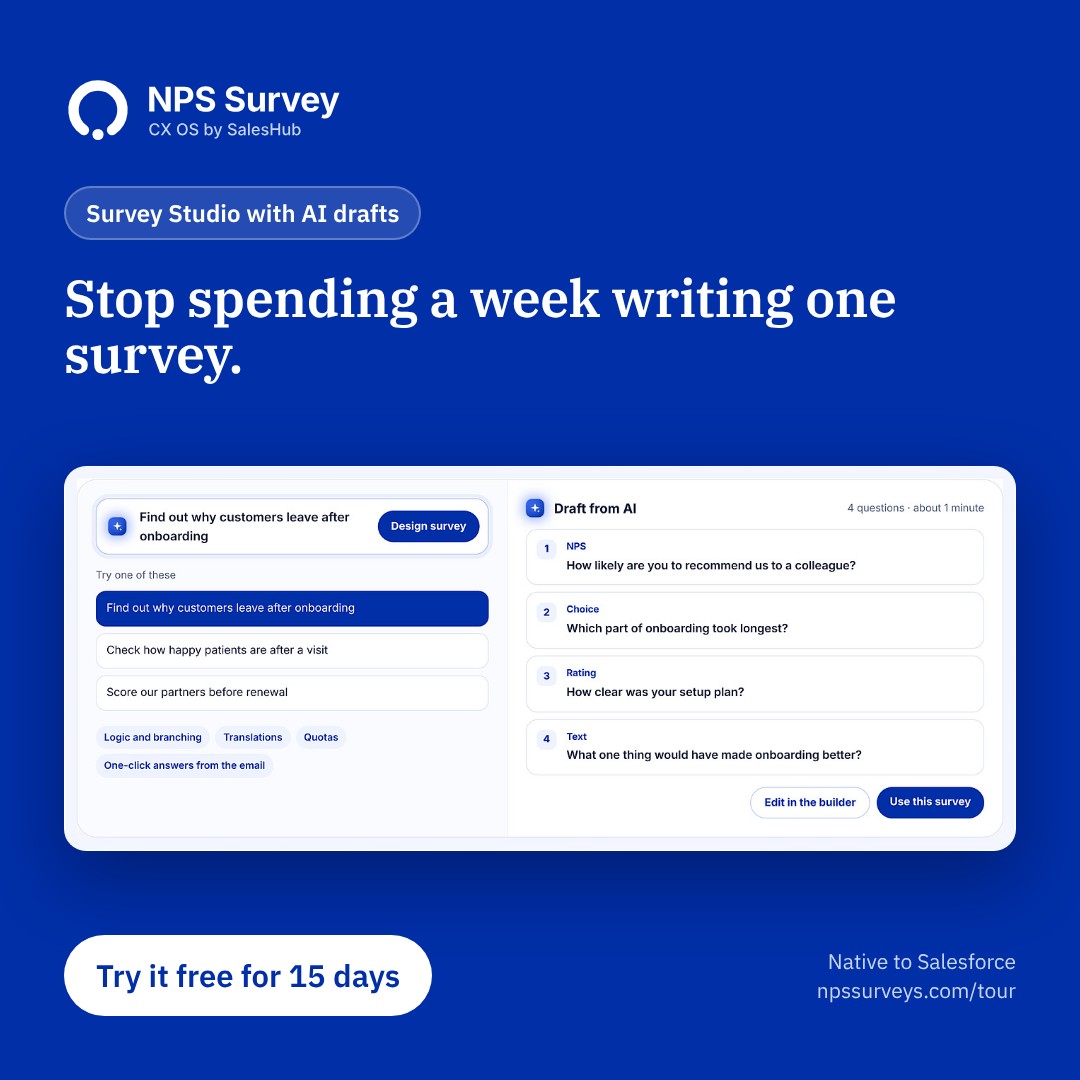 NPS Survey
CX OS by SalesHub
Survey Studio with AI drafts
Stop spending a week writing one
survey.
Find out why customers leave after
onboarding
Design survey
Try one of these
Find out why customers leave after onboarding
Check how happy patients are after a visit
Score our partners before renewal
Logic and branching
Translations
Quotas
One-click answers from the email
Draft from AI
4 questions · about 1 minute
1
NPS
How likely are you to recommend us to a colleague?
2
Choice
Which part of onboarding took longest?
3
Rating
How clear was your setup plan?
4
Text
What one thing would have made onboarding better?
Edit in the builder
Use this survey
Try it free for 15 days
Native to Salesforce
npssurveys.com/tour